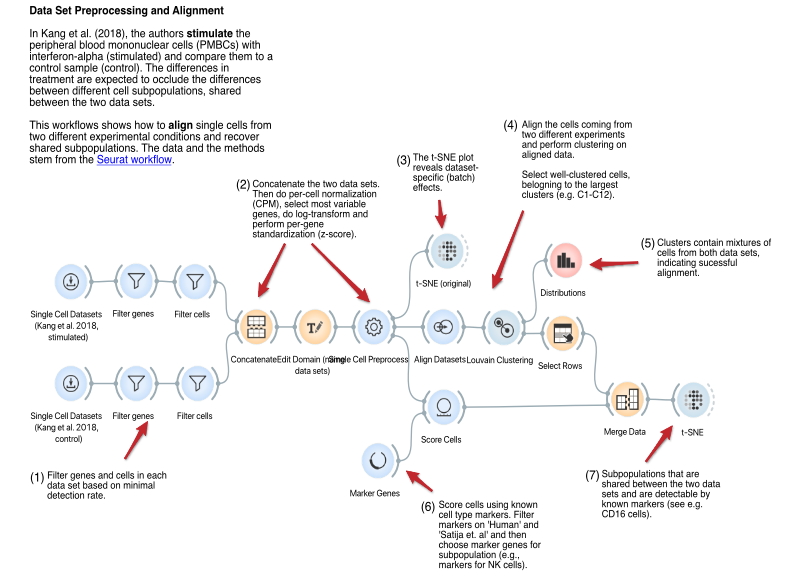 Data Set Preprocessing and Alignment
In Kang et al. (2018), the authors stimulate the
peripheral blood mononuclear cells (PMBCs) with
interferon-alpha (stimulated) and compare them to a
control sample (control). The differences in
treatment are expected to occlude the differences
between different cell subpopulations, shared
between the two data sets.
This workflows shows how to align single cells from
two different experimental conditions and recover
shared subpopulations. The data and the methods
stem from the Seurat workflow.
(2) Concatenate the two data sets.
Then do per-cell normalization
(CPM), select most variable
genes, do log-transform and
perform per-gene
standardization (z-score).
(3) The t-SNE plot
reveals dataset-
specific (batch)
effects.
(4) Align the cells coming from
two different experiments
and perform clustering on
aligned data.
Select well-clustered cells,
belogning to the largest
clusters (e.g. C1-C12).
(5) Clusters contain mixtures of
cells from both data sets,
indicating sucessful
alignment.
t-SNE (original)
Distributions
Single Cell Datasets
(Kang et al. 2018,
stimulated)
Filter genes
Filter cells
Concatenate
Edit Domain (name
data sets)
Single Cell Preprocess
Align Datasets
Louvain Clustering
Select Rows
Single Cell Datasets
(Kang et al. 2018,
control)
Filter genes
Filter cells
Score Cells
Merge Data
t-SNE
Marker Genes
(1) Filter genes and cells in each
data set based on minimal
detection rate.
(6) Score cells using known
cell type markers. Filter
markers on 'Human' and
'Satija et. al' and then
choose marker genes for
subpopulation (e.g.,
markers for NK cells).
(7) Subpopulations that are
shared between the two data
sets and are detectable by
known markers (see e.g.
CD16 cells).